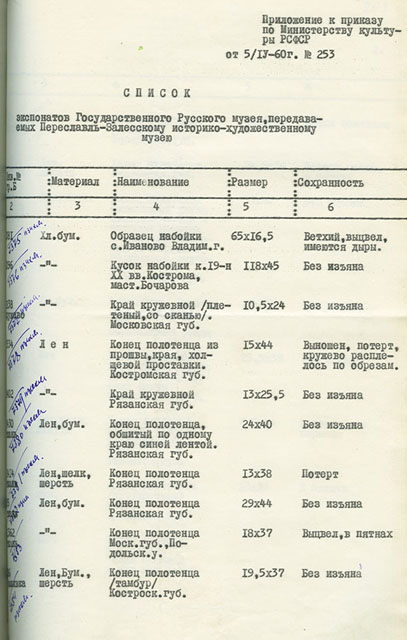 Приложение к приказу
по Министерству культу-
ры РСФСР
от 5/IУ-60г. № 253
СПИСОК
экспонатов Государственного Русского музея,передава-
емых Переславль-Залесскому историко-художественному
музею
Материал Наименование Размер Сохранность
2 3 4 5 6
Хл.бум. Образец набойки 65х16,5 Ветхий,выцвел,
с.Иваново Владим.г. имеются дыры.
-"- Кусок набойки к.I9-н 118х45 Без изъяна
XX вв.Кострома,
маст.Бочарова
-"- Край кружевной /пле- 10,5х24 Без изъяна
теный,со сканью/.
Московская губ.
Лен Конец полотенца из 15х44 Выношен, потерт,
прошвы,края, хол- кружево распле-
щевой проставки. лось по обрезам.
Костромская губ.
-"- Край кружевной 13х25,5 Без изъяна
Рязанская губ.
Лен,бум. Конец полотенца, 24х40 Без изъяна
обшитый по одному
краю синей лентой.
Рязанская губ.
Лен,шелк, Конец полотенца 13х38 Потерт
шерсть Рязанская губ.
Лен,бум. Конец полотенца 29х44 Без изъяна
Рязанская губ.
-"- Конец полотенца 18х37 Выцвел,в пятнах
Моск.губ.,По-
дольск.у.
Лен,Бум., Конец полотенца 19,5х37 Без изъяна
шерсть /тамбур/
Костроск.губ.